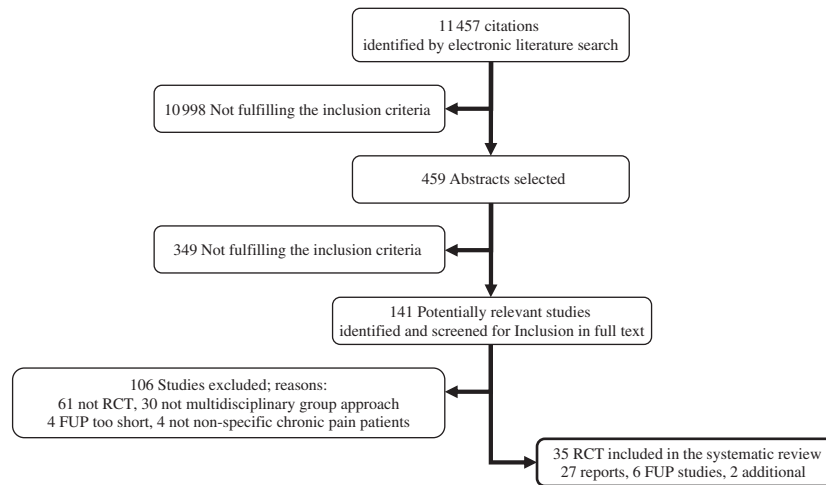 11 457 citations
identified by electronic literature search
10 998 Not fulfilling the inclusion criteria
459 Abstracts selected
349 Not fulfilling the inclusion criteria
141 Potentially relevant studies
identified and screened for Inclusion in full text
106 Studies excluded; reasons:
61 not RCT, 30 not multidisciplinary group approach
4 FUP too short, 4 not non-specific chronic pain patients
35 RCT included in the systematic review
27 reports, 6 FUP studies, 2 additional